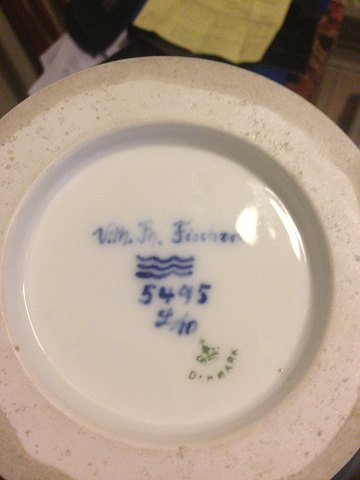 Vilh. Th. Fischer
5495
DENMARK